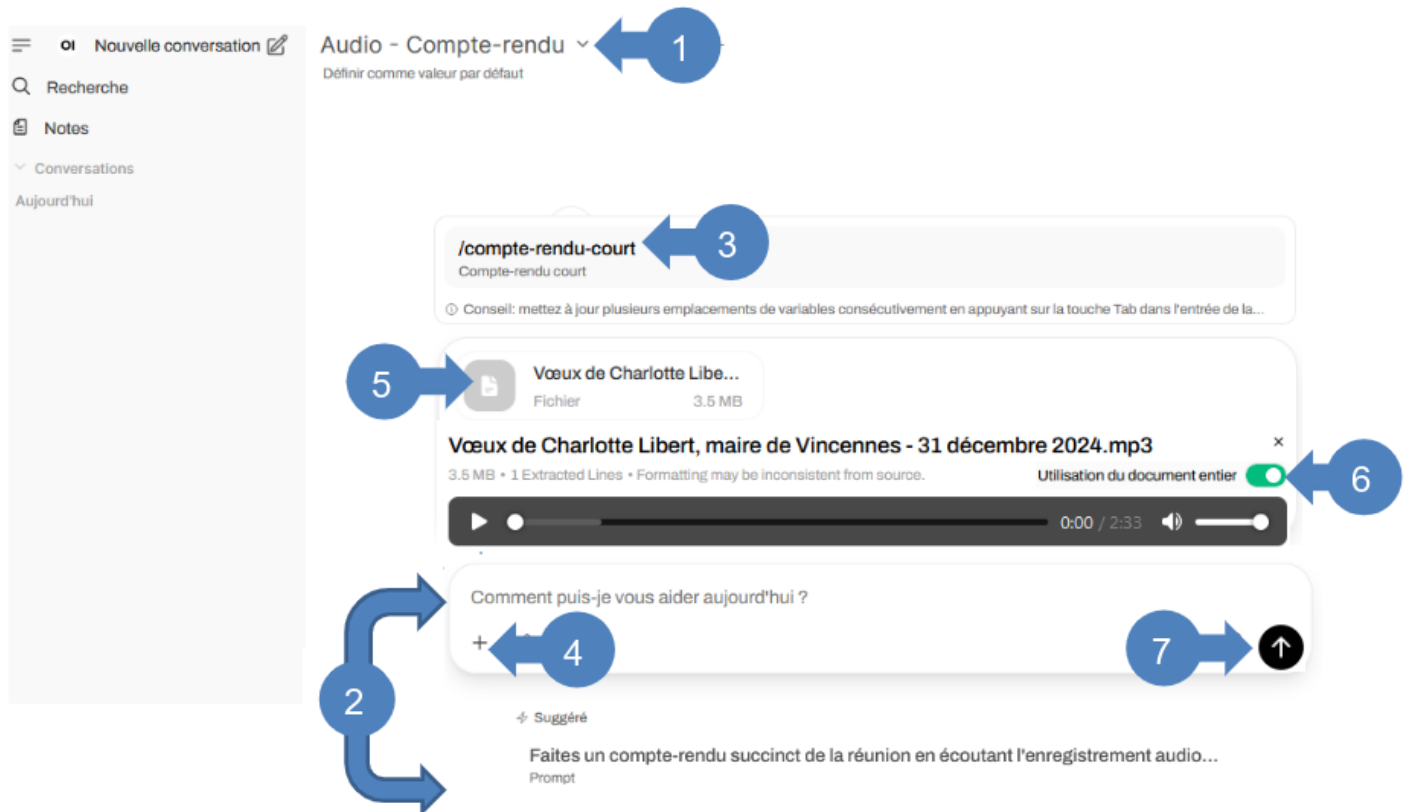 OI Nouvelle conversation
Audio - Compte-rendu
1
Définir comme valeur par défaut
Recherche
Notes
Conversations
Aujourd'hui
/compte-rendu-court
3
Compte-rendu court
Conseil: mettez à jour plusieurs emplacements de variables consécutivement en appuyant sur la touche Tab dans l'entrée de la...
5
Vœux de Charlotte Libe...
Fichier 3.5 MB
Vœux de Charlotte Libert, maire de Vincennes - 31 décembre 2024.mp3 ×
3.5 MB • 1 Extracted Lines • Formatting may be inconsistent from source. Utilisation du document entier
6
0:00 / 2:33
Comment puis-je vous aider aujourd'hui ?
+
4
7
2
Suggéré
Faites un compte-rendu succinct de la réunion en écoutant l'enregistrement audio...
Prompt